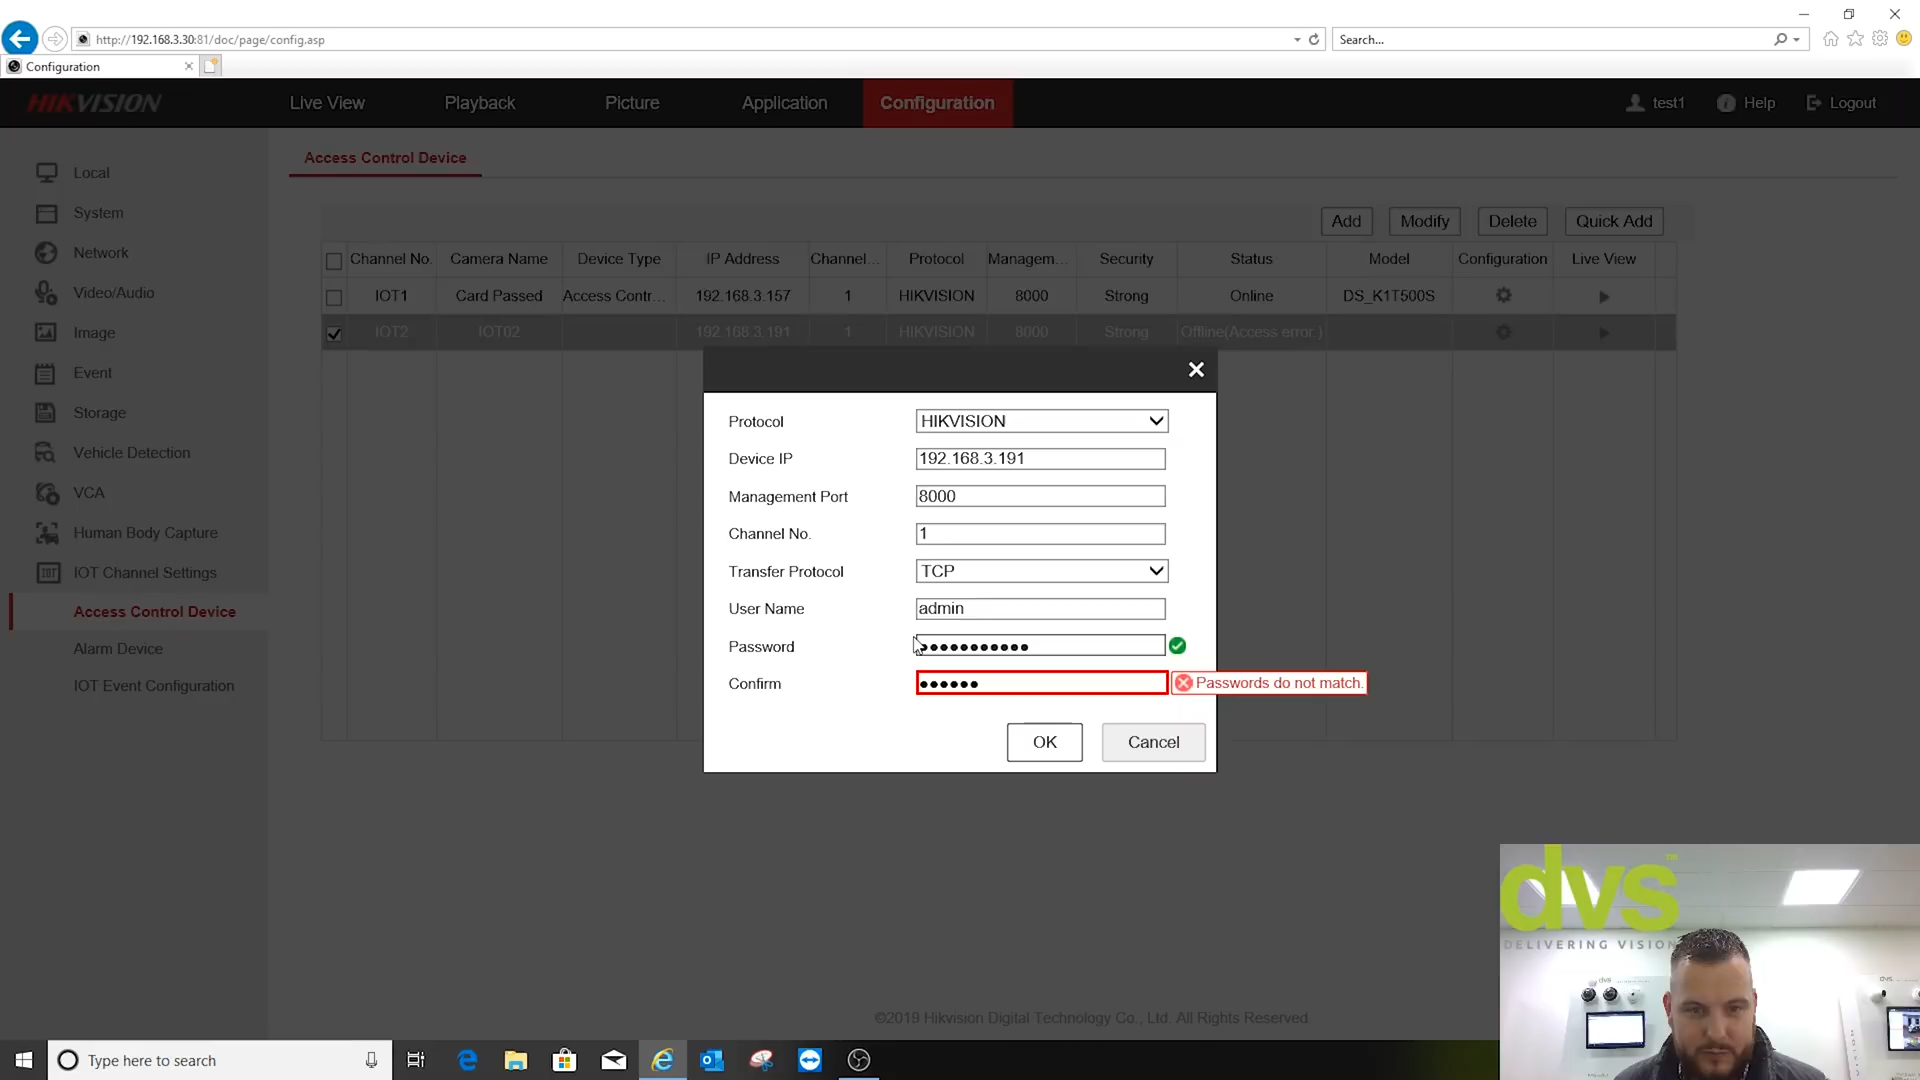 http://192.168.3.30:81/doc/page/config.asp
Search...
Configuration
HIKVISION
Live View
Playback
Picture
Application
Configuration
test1
Help
Logout
Local
System
Network
Video/Audio
Image
Event
Storage
Vehicle Detection
VCA
Human Body Capture
IOT Channel Settings
Access Control Device
Alarm Device
IOT Event Configuration
Access Control Device
Add Modify Delete Quick Add
Channel No. Camera Name Device Type IP Address Channel... Protocol Managem... Security Status Model Configuration Live View
IOT1 Card Passed Access Contr... 192.168.3.157 1 HIKVISION 8000 Strong Online DS_K1T500S
IOT2 IOT02 192.168.3.191 1 HIKVISION 8000 Strong Offline(Access error.)
Protocol HIKVISION
Device IP 192.168.3.191
Management Port 8000
Channel No. 1
Transfer Protocol TCP
User Name admin
Password
Confirm Passwords do not match.
OK Cancel
©2019 Hikvision Digital Technology Co., Ltd. All Rights Reserved.
dvs™
DELIVERING VISION
Type here to search